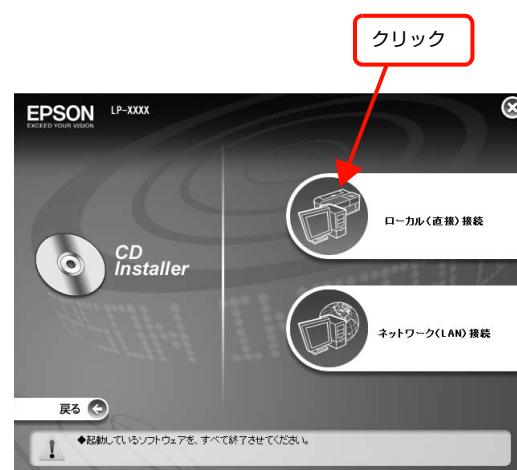 クリック
EPSON LP-XXXX
EXCEED YOUR VISION
ローカル(直接)接続
CD
Installer
ネットワーク(LAN)接続
戻る
◆起動しているソフトウェアを、すべて終了させてください。